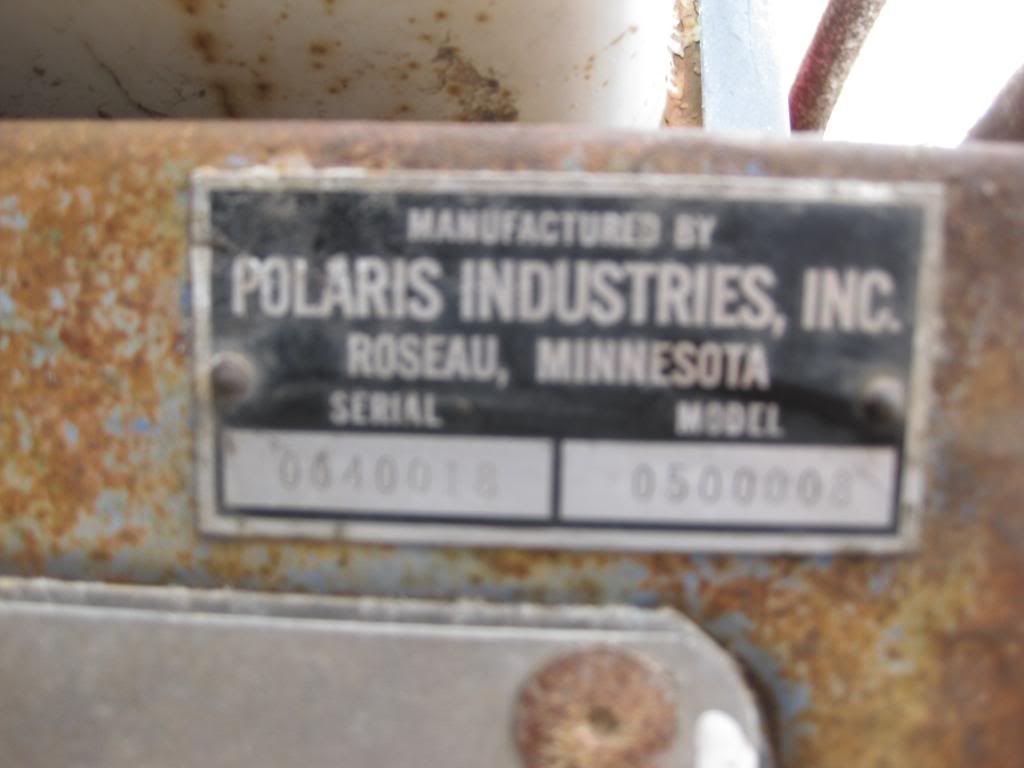 MANUFACTURED BY
POLARIS INDUSTRIES, INC.
ROSEAU, MINNESOTA
SERIAL MODEL
0640018 0500008